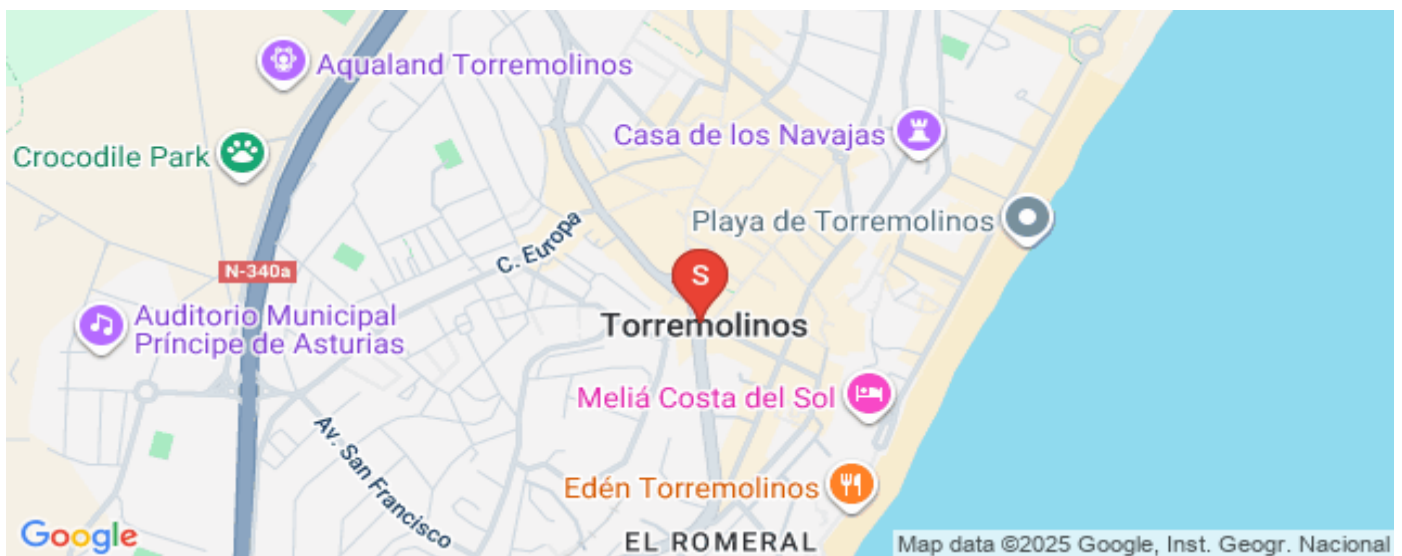 Aqualand Torremolinos
Casa de los Navajas
Crocodile Park
Playa de Torremolinos
C. Europa
N-340a
S
Auditorio Municipal
Príncipe de Asturias
Torremolinos
Meliá Costa del Sol
Av. San Francisco
Edén Torremolinos
EL ROMERAL
Google
Map data ©2025 Google, Inst. Geogr. Nacional